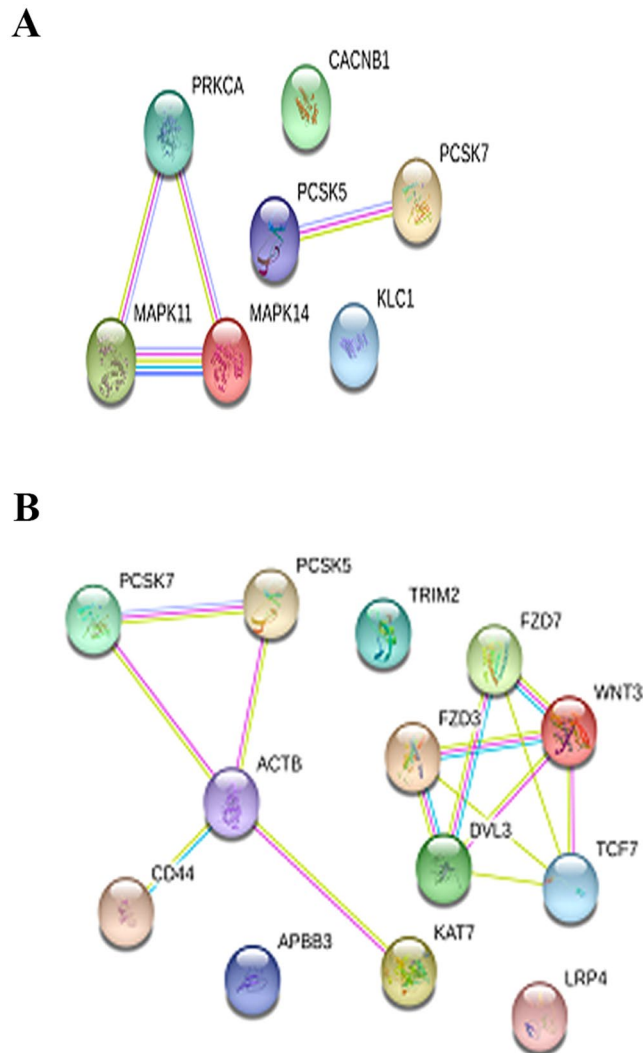 A
CACNB1
PRKCA
PCSK7
PCSK5
KLC1
MAPK11
MAPK14
B
PCSK5
PCSK7
TRIM2
FZD7
WNT3
FZD3
ACTB
DVL3
TCF7
CD44
KAT7
APBB3
LRP4